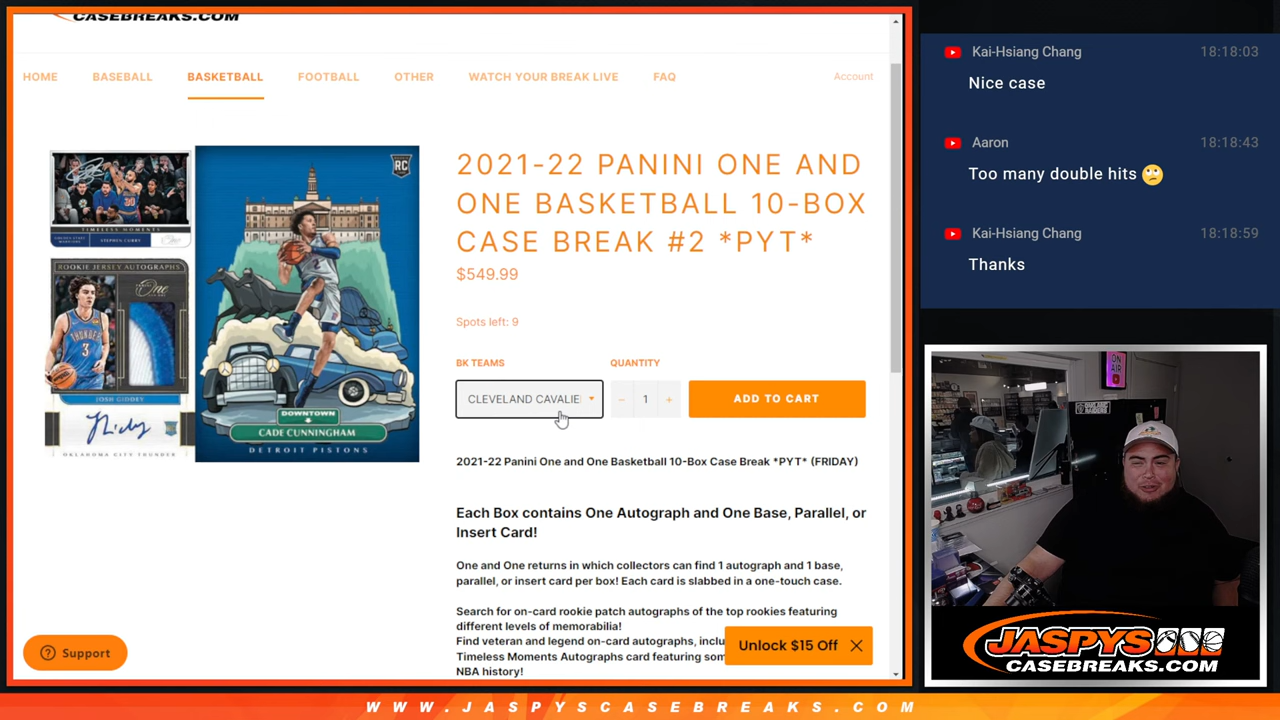 CASEBREAKS.COM
HOME
BASEBALL
BASKETBALL
FOOTBALL
OTHER
WATCH YOUR BREAK LIVE
FAQ
Account
RC
TIMELESS MOMENTS
STEPHEN CURRY
ROOKIE JERSEY AUTOGRAPHS
One
JOSH GIDDEY
OKLAHOMA CITY THUNDER
DOWNTOWN
CADE CUNNINGHAM
DETROIT PISTONS
2021-22 PANINI ONE AND
ONE BASKETBALL 10-BOX
CASE BREAK #2 *PYT*
$549.99
Spots left: 9
BK TEAMS
QUANTITY
CLEVELAND CAVALIE
− 1 +
ADD TO CART
2021-22 Panini One and One Basketball 10-Box Case Break *PYT* (FRIDAY)
Each Box contains One Autograph and One Base, Parallel, or
Insert Card!
One and One returns in which collectors can find 1 autograph and 1 base,
parallel, or insert card per box! Each card is slabbed in a one-touch case.
Search for on-card rookie patch autographs of the top rookies featuring
different levels of memorabilia!
Find veteran and legend on-card autographs, inclu
Timeless Moments Autographs card featuring som
NBA history!
Support
Unlock $15 Off
Kai-Hsiang Chang 18:18:03
Nice case
Aaron 18:18:43
Too many double hits 🙄
Kai-Hsiang Chang 18:18:59
Thanks
ON AIR
JASPYS
CASEBREAKS.COM
WWW.JASPYSCASEBREAKS.COM